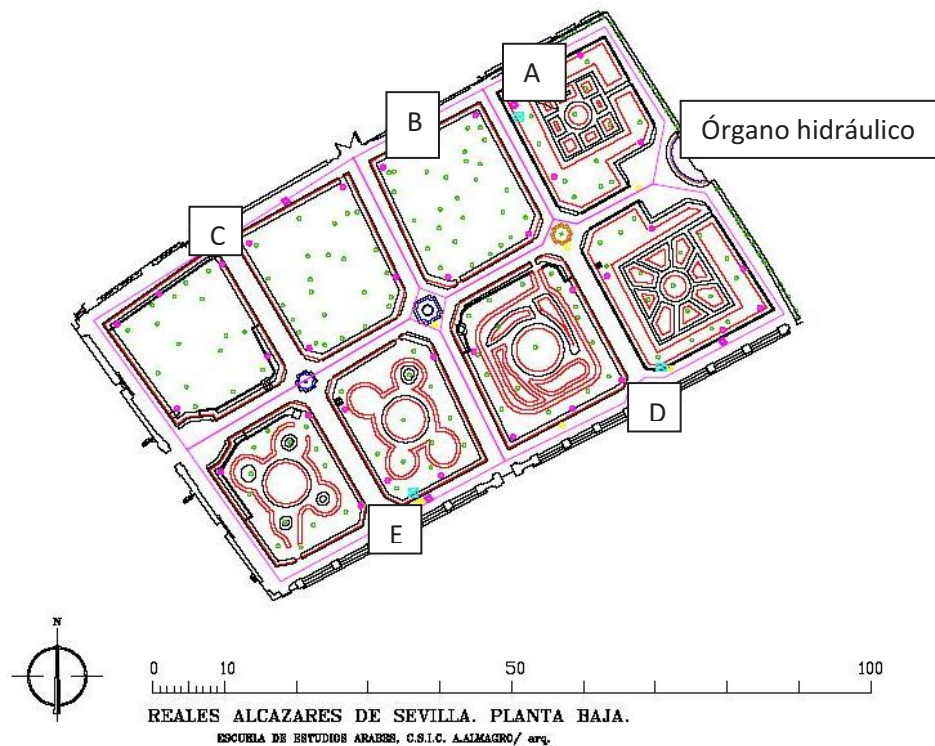 A
Órgano hidráulico
B
C
D
E
N
0 10 50 100
REALES ALCAZARES DE SEVILLA. PLANTA BAJA.
ESCUELA DE ESTUDIOS ARABES, C.S.I.C. A.ALMAGRO/ arq.